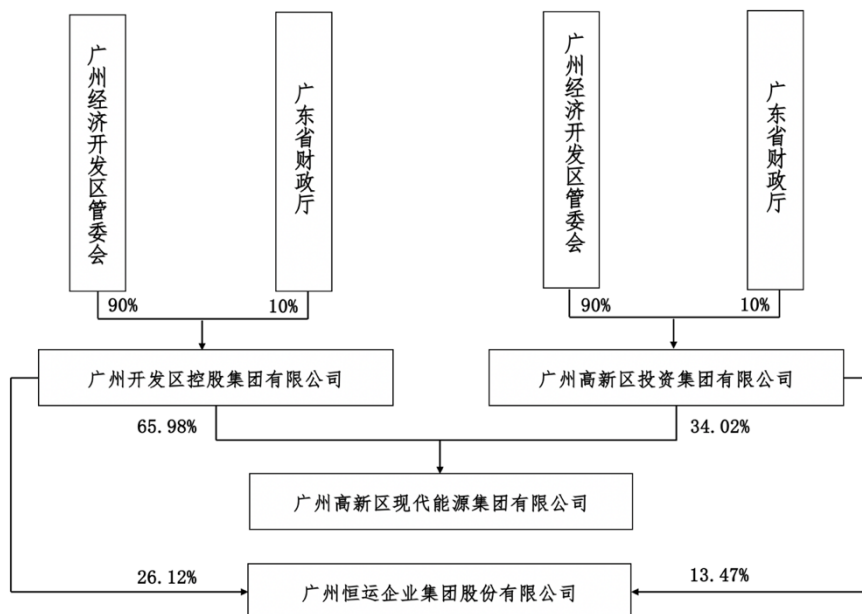 广州经济开发区管委会
广东省财政厅
广州经济开发区管委会
广东省财政厅
90%
10%
90%
10%
广州开发区控股集团有限公司
广州高新区投资集团有限公司
65.98%
34.02%
广州高新区现代能源集团有限公司
26.12%
广州恒运企业集团股份有限公司
13.47%